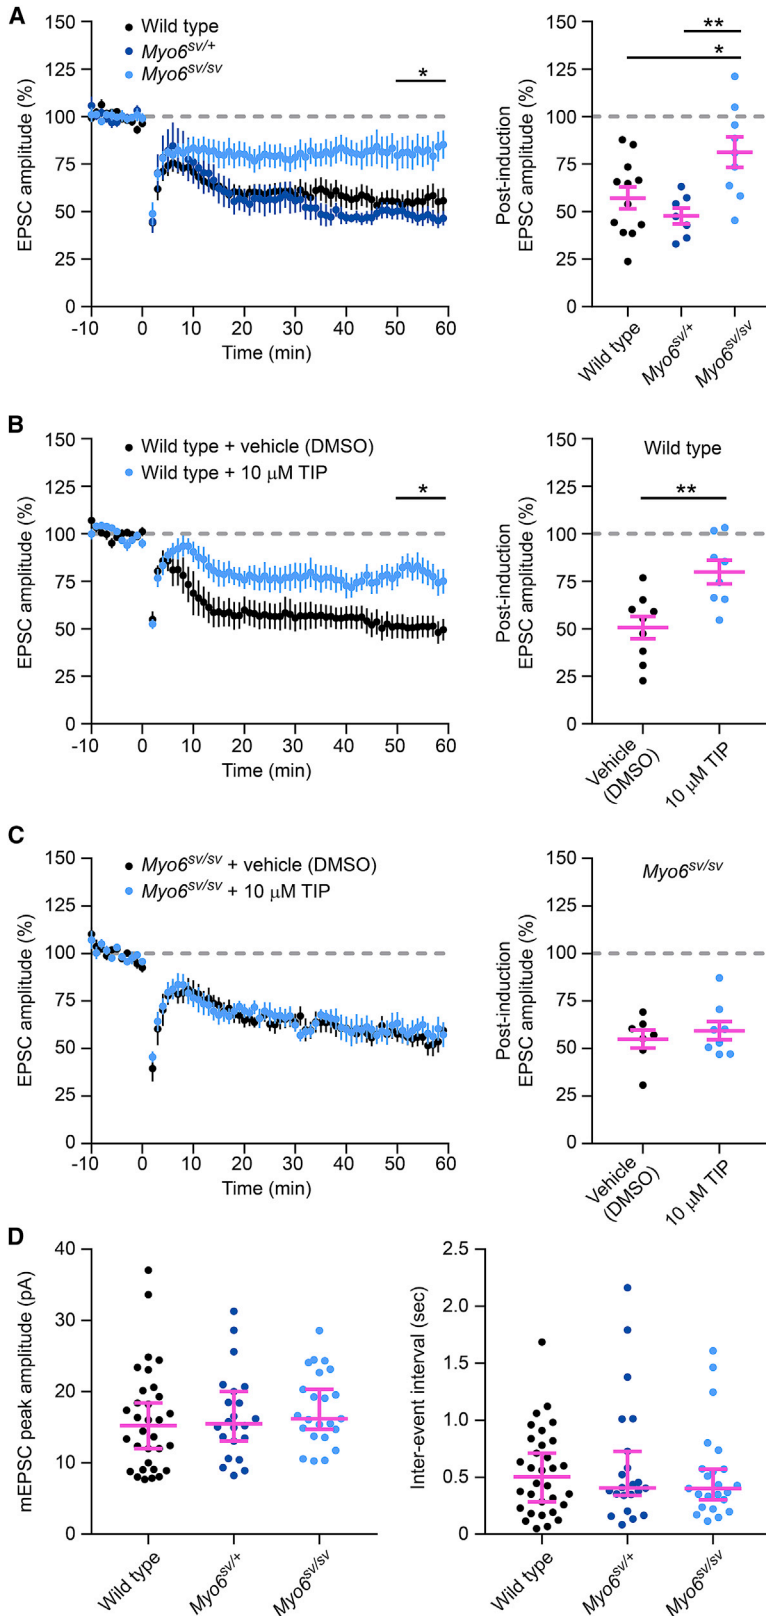 A
Wild type
Myo6sv/+
Myo6sv/sv
*
150
125
100
75
50
25
0
EPSC amplitude (%)
-10 0 10 20 30 40 50 60
Time (min)
**
*
150
125
100
75
50
25
0
Post-induction
EPSC amplitude (%)
Wild type
Myo6sv/+
Myo6sv/sv
B
Wild type + vehicle (DMSO)
Wild type + 10 μM TIP
*
150
125
100
75
50
25
0
EPSC amplitude (%)
-10 0 10 20 30 40 50 60
Time (min)
Wild type
**
150
125
100
75
50
25
0
Post-induction
EPSC amplitude (%)
Vehicle
(DMSO)
10 μM TIP
C
Myo6sv/sv + vehicle (DMSO)
Myo6sv/sv + 10 μM TIP
150
125
100
75
50
25
0
EPSC amplitude (%)
-10 0 10 20 30 40 50 60
Time (min)
Myo6sv/sv
150
125
100
75
50
25
0
Post-induction
EPSC amplitude (%)
Vehicle
(DMSO)
10 μM TIP
D
40
30
20
10
0
mEPSC peak amplitude (pA)
Wild type
Myo6sv/+
Myo6sv/sv
2.5
2.0
1.5
1.0
0.5
0
Inter-event interval (sec)
Wild type
Myo6sv/+
Myo6sv/sv